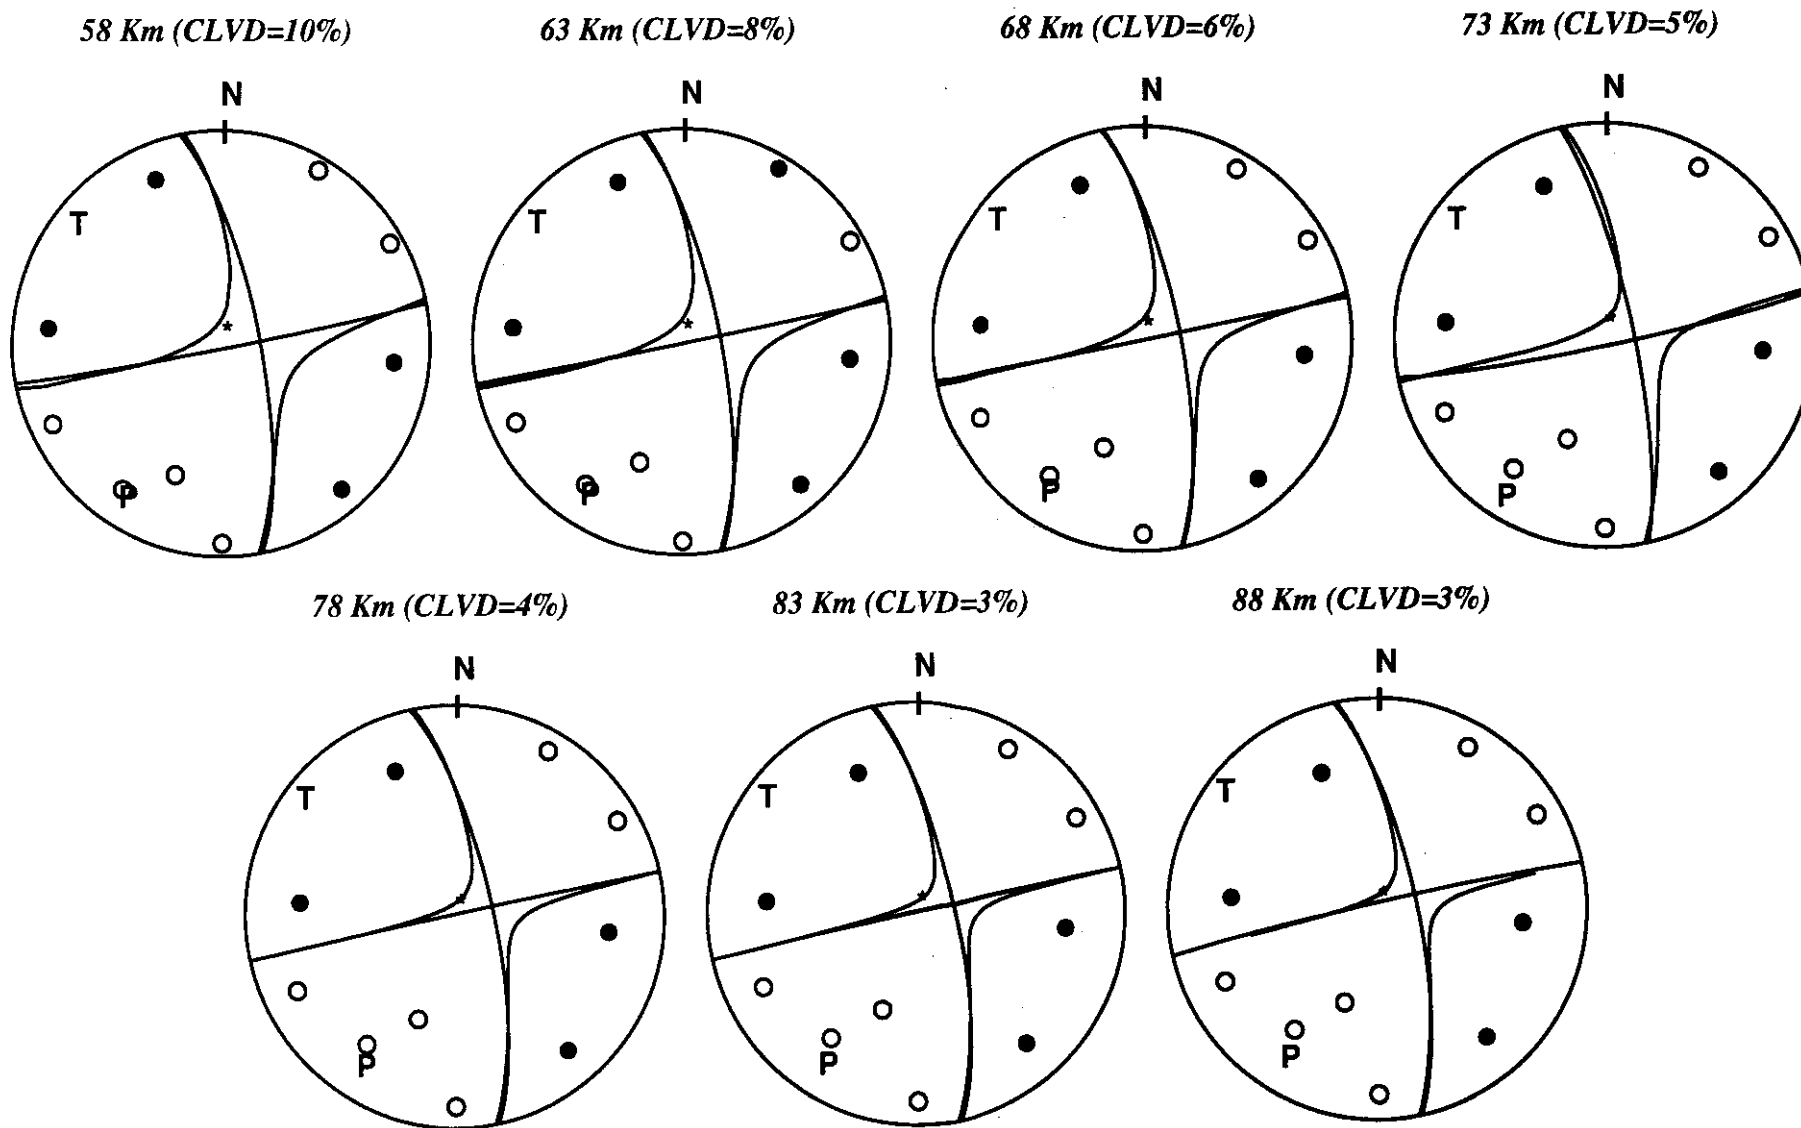 58 Km (CLVD=10%)
63 Km (CLVD=8%)
68 Km (CLVD=6%)
73 Km (CLVD=5%)
N
N
N
N
T
T
T
T
*
*
*
*
P
P
P
P
78 Km (CLVD=4%)
83 Km (CLVD=3%)
88 Km (CLVD=3%)
N
N
N
T
T
T
*
*
*
P
P
P